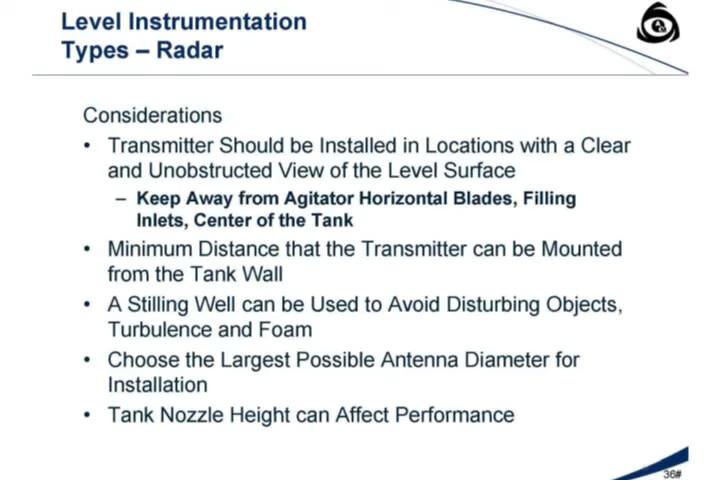 Level Instrumentation
Types – Radar
Considerations
• Transmitter Should be Installed in Locations with a Clear
and Unobstructed View of the Level Surface
– Keep Away from Agitator Horizontal Blades, Filling
Inlets, Center of the Tank
• Minimum Distance that the Transmitter can be Mounted
from the Tank Wall
• A Stilling Well can be Used to Avoid Disturbing Objects,
Turbulence and Foam
• Choose the Largest Possible Antenna Diameter for
Installation
• Tank Nozzle Height can Affect Performance
36#